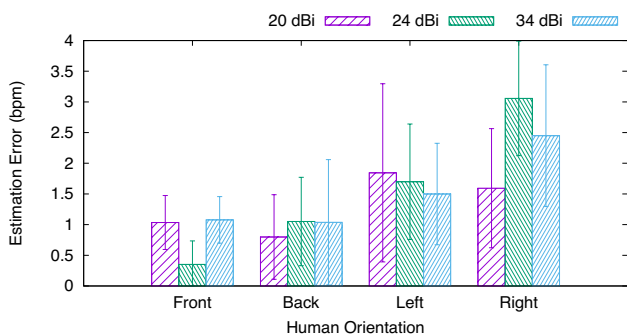 20 dBi 24 dBi 34 dBi
4
3.5
3
2.5
2
1.5
1
0.5
0
Estimation Error (bpm)
Front Back Left Right
Human Orientation